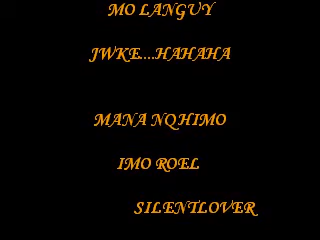 MO LANGUY
JWKE....HAHAHA
MANA NQHIMO
IMO ROEL
SILENTLOVER